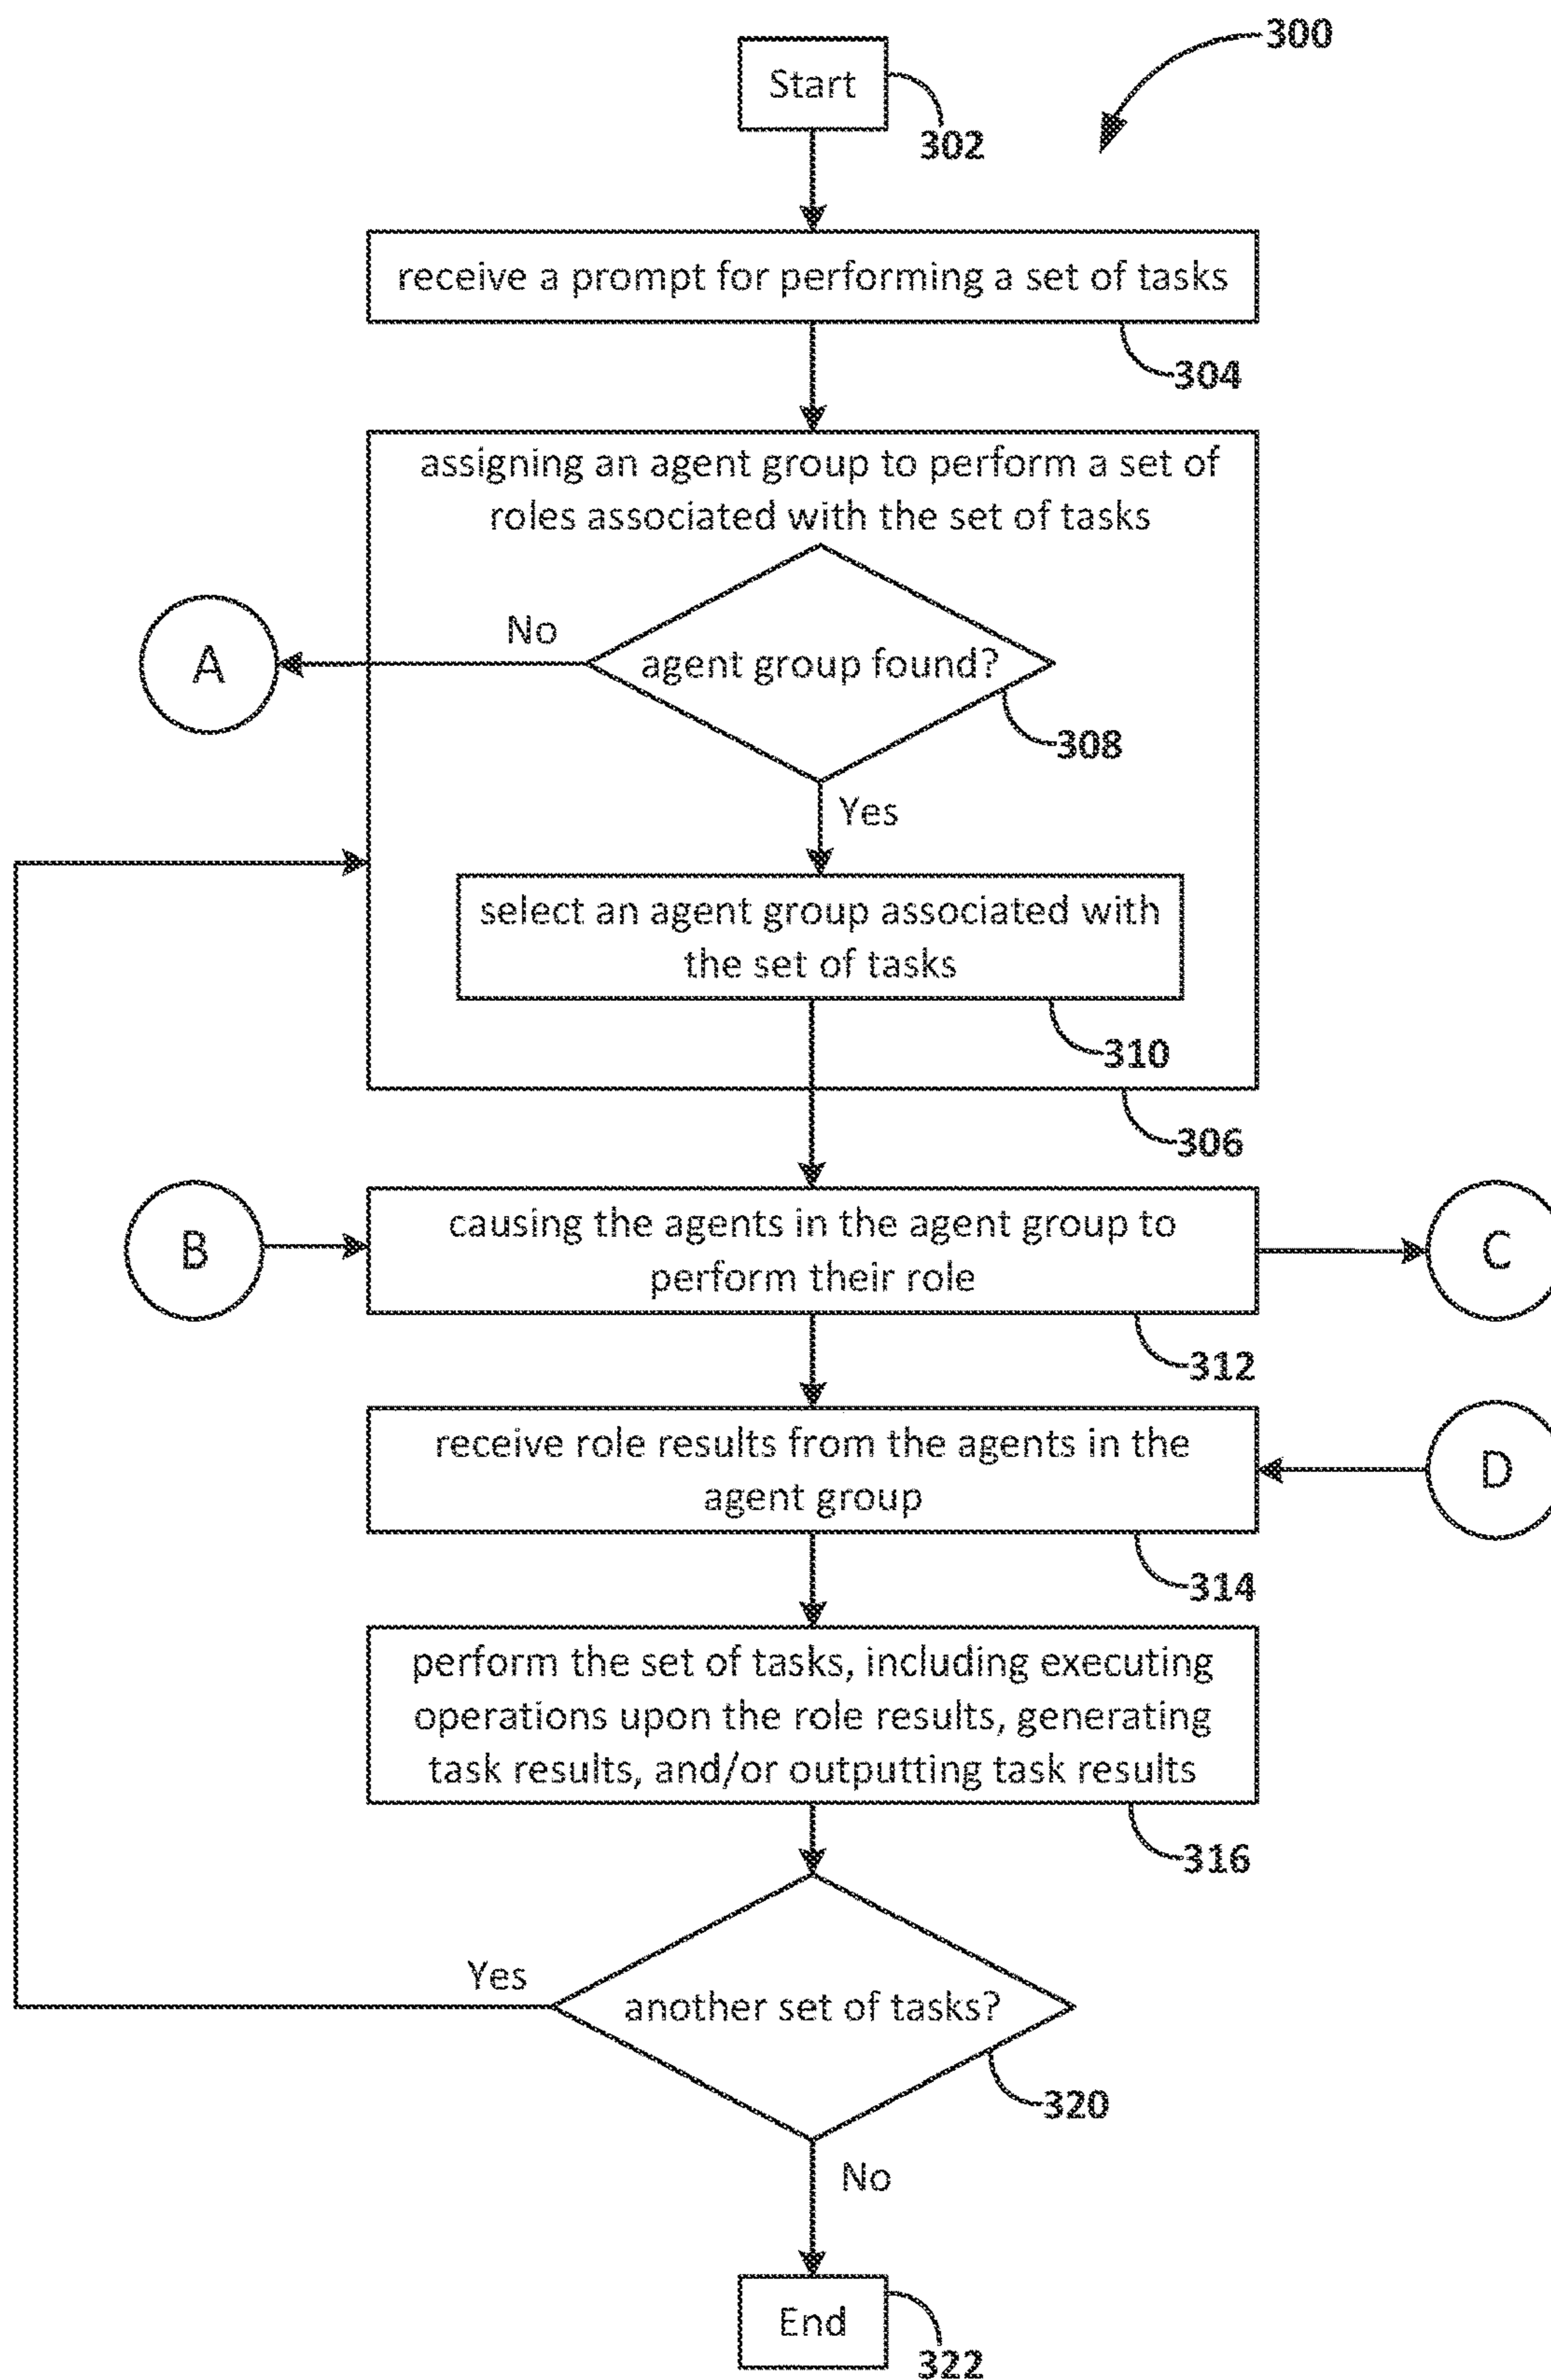 300
Start
302
receive a prompt for performing a set of tasks
304
assigning an agent group to perform a set of
roles associated with the set of tasks
No
A
agent group found?
308
Yes
select an agent group associated with
the set of tasks
310
306
B
causing the agents in the agent group to
perform their role
C
312
receive role results from the agents in the
agent group
D
314
perform the set of tasks, including executing
operations upon the role results, generating
task results, and/or outputting task results
316
Yes
another set of tasks?
320
No
End
322